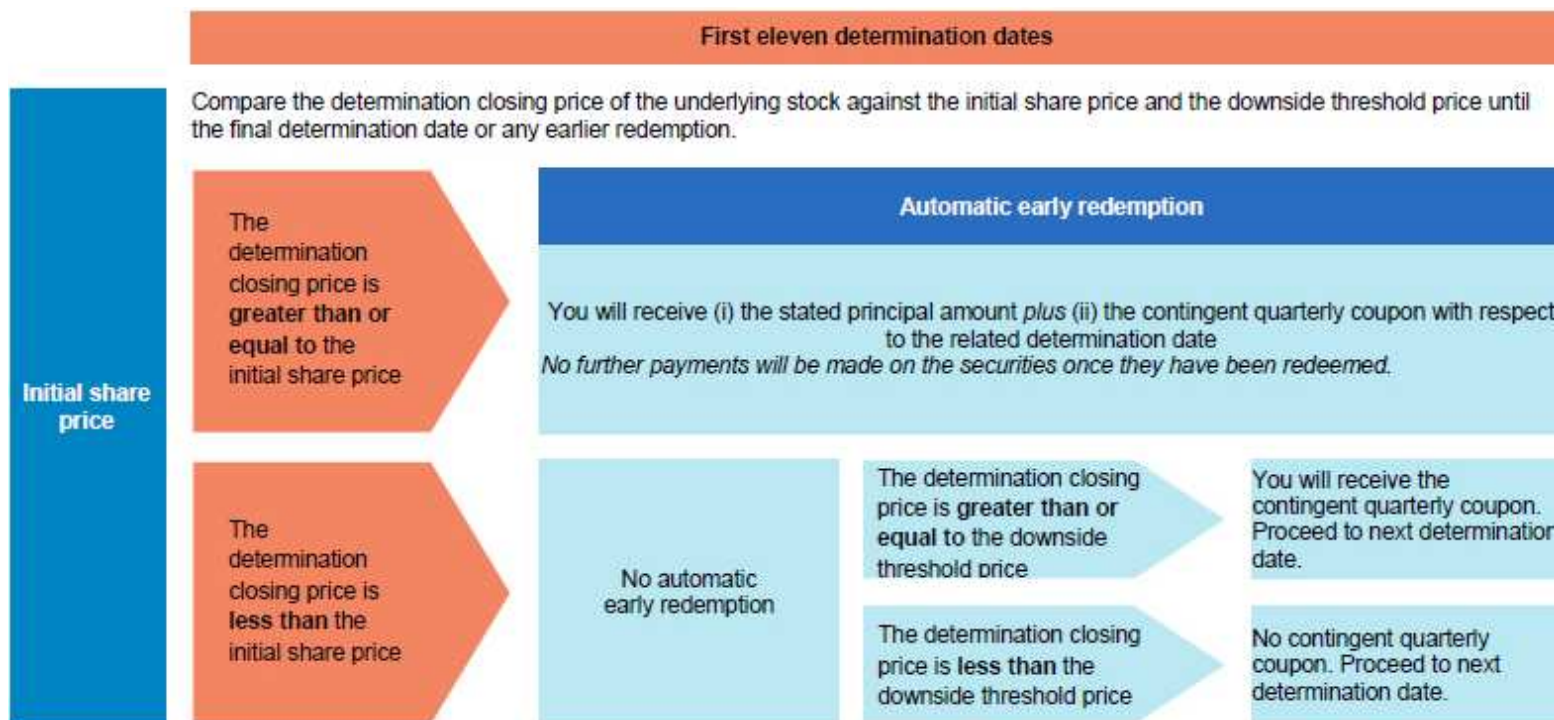 First eleven determination dates
Compare the determination closing price of the underlying stock against the initial share price and the downside threshold price until
the final determination date or any earlier redemption.
Initial share
price
The
determination
closing price is
greater than or
equal to the
initial share price
Automatic early redemption
You will receive (i) the stated principal amount plus (ii) the contingent quarterly coupon with respect
to the related determination date
No further payments will be made on the securities once they have been redeemed.
The
determination
closing price is
less than the
initial share price
No automatic
early redemption
The determination closing
price is greater than or
equal to the downside
threshold price
You will receive the
contingent quarterly coupon.
Proceed to next determination
date.
The determination closing
price is less than the
downside threshold price
No contingent quarterly
coupon. Proceed to next
determination date.